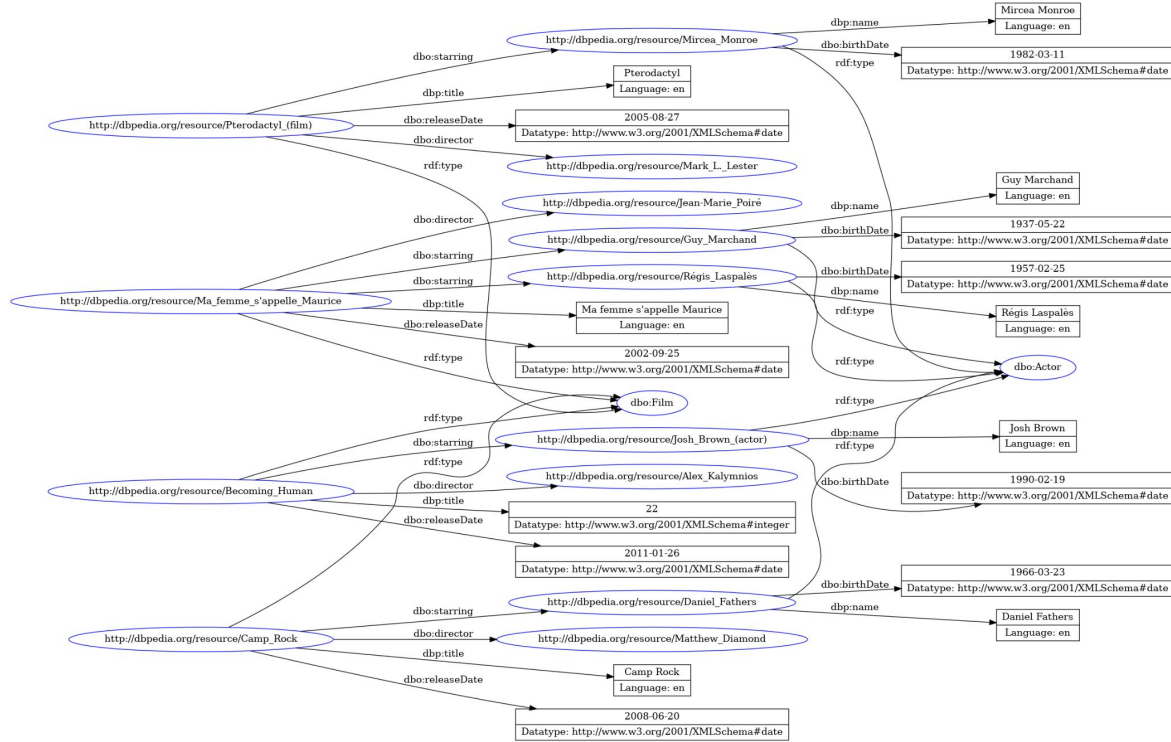 Mircea Monroe
Language: en
dbp:name
http://dbpedia.org/resource/Mircea_Monroe
dbo:birthDate
1982-03-11
Datatype: http://www.w3.org/2001/XMLSchema#date
rdf:type
dbo:starring
Pterodactyl
Language: en
dbp:title
http://dbpedia.org/resource/Pterodactyl_(film)
dbo:releaseDate
2005-08-27
Datatype: http://www.w3.org/2001/XMLSchema#date
dbo:director
http://dbpedia.org/resource/Mark_L._Lester
rdf:type
Guy Marchand
Language: en
dbp:name
http://dbpedia.org/resource/Jean-Marie_Poiré
dbo:director
http://dbpedia.org/resource/Guy_Marchand
dbo:birthDate
1937-05-22
Datatype: http://www.w3.org/2001/XMLSchema#date
dbo:starring
http://dbpedia.org/resource/Régis_Laspalès
dbo:birthDate
1957-02-25
Datatype: http://www.w3.org/2001/XMLSchema#date
dbo:starring
dbp:name
http://dbpedia.org/resource/Ma_femme_s'appelle_Maurice
dbp:title
Ma femme s'appelle Maurice
Language: en
Régis Laspalès
Language: en
rdf:type
dbo:releaseDate
2002-09-25
Datatype: http://www.w3.org/2001/XMLSchema#date
rdf:type
rdf:type
dbo:Actor
dbo:Film
rdf:type
rdf:type
Josh Brown
Language: en
dbp:name
http://dbpedia.org/resource/Josh_Brown_(actor)
dbo:starring
rdf:type
rdf:type
http://dbpedia.org/resource/Alex_Kalymnios
dbo:director
dbo:birthDate
1990-02-19
Datatype: http://www.w3.org/2001/XMLSchema#date
http://dbpedia.org/resource/Becoming_Human
dbp:title
22
Datatype: http://www.w3.org/2001/XMLSchema#integer
dbo:releaseDate
2011-01-26
Datatype: http://www.w3.org/2001/XMLSchema#date
dbo:birthDate
1966-03-23
Datatype: http://www.w3.org/2001/XMLSchema#date
http://dbpedia.org/resource/Daniel_Fathers
dbo:starring
dbp:name
Daniel Fathers
Language: en
http://dbpedia.org/resource/Camp_Rock
dbo:director
http://dbpedia.org/resource/Matthew_Diamond
dbp:title
Camp Rock
Language: en
dbo:releaseDate
2008-06-20
Datatype: http://www.w3.org/2001/XMLSchema#date